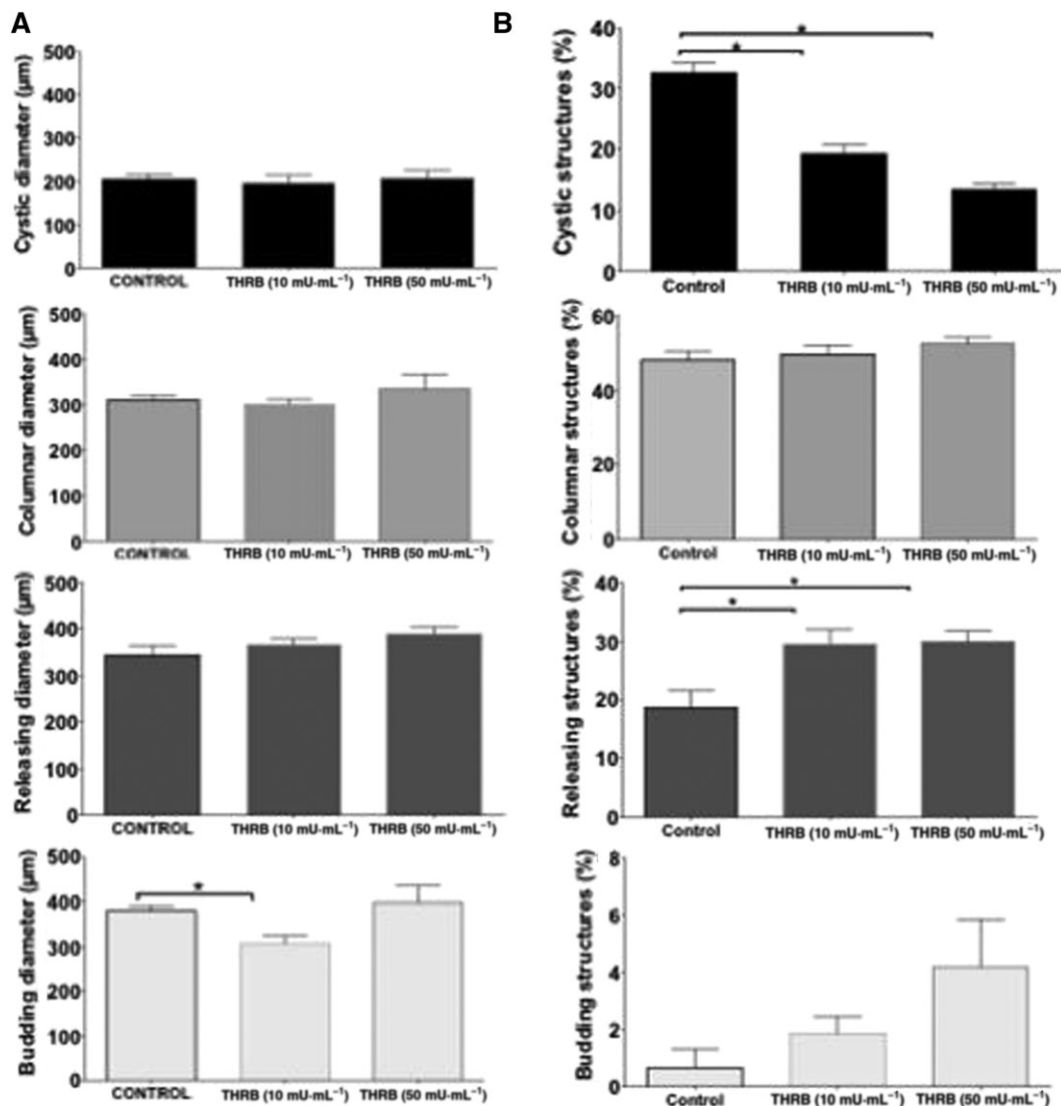 A
B
Cystic diameter (µm)
500
400
300
200
100
0
CONTROL THRB (10 mU·mL⁻¹) THRB (50 mU·mL⁻¹)
Cystic structures (%)
40
30
20
10
0
* *
Control THRB (10 mU·mL⁻¹) THRB (50 mU·mL⁻¹)
Columnar diameter (µm)
500
400
300
200
100
0
CONTROL THRB (10 mU·mL⁻¹) THRB (50 mU·mL⁻¹)
Columnar structures (%)
60
40
20
0
Control THRB (10 mU·mL⁻¹) THRB (50 mU·mL⁻¹)
Releasing diameter (µm)
500
400
300
200
100
0
CONTROL THRB (10 mU·mL⁻¹) THRB (50 mU·mL⁻¹)
Releasing structures (%)
40
30
20
10
0
* *
Control THRB (10 mU·mL⁻¹) THRB (50 mU·mL⁻¹)
Budding diameter (µm)
500
400
300
200
100
0
*
CONTROL THRB (10 mU·mL⁻¹) THRB (50 mU·mL⁻¹)
Budding structures (%)
8
6
4
2
0
Control THRB (10 mU·mL⁻¹) THRB (50 mU·mL⁻¹)